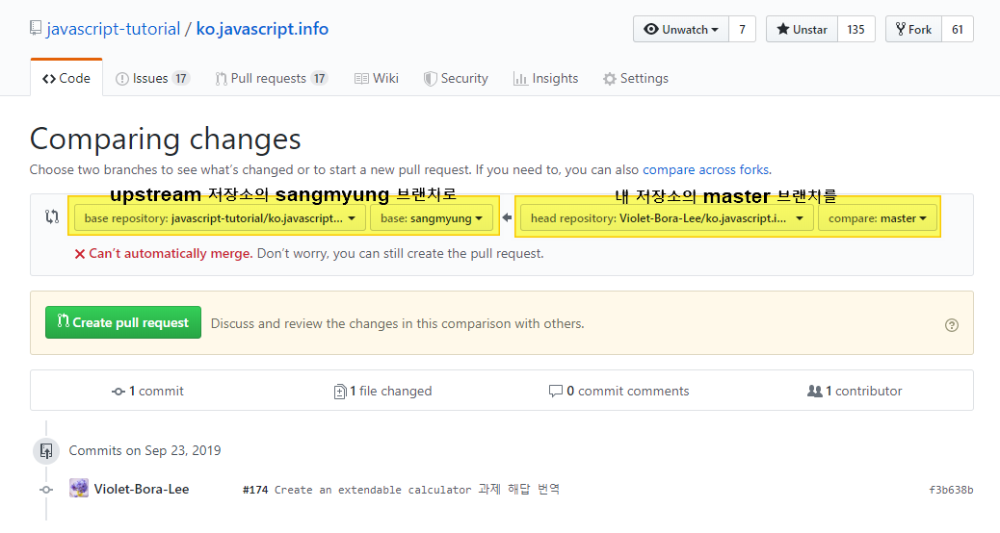 javascript-tutorial / ko.javascript.info Unwatch 7 Unstar 135 Fork 61
Code Issues 17 Pull requests 17 Wiki Security Insights Settings
Comparing changes
Choose two branches to see what's changed or to start a new pull request. If you need to, you can also compare across forks.
upstream 저장소의 sangmyung 브랜치로 내 저장소의 master 브랜치를
base repository: javascript-tutorial/ko.javascript... base: sangmyung head repository: Violet-Bora-Lee/ko.javascript.i... compare: master
Can't automatically merge. Don't worry, you can still create the pull request.
Create pull request Discuss and review the changes in this comparison with others.
1 commit 1 file changed 0 commit comments 1 contributor
Commits on Sep 23, 2019
Violet-Bora-Lee #174 Create an extendable calculator 과제 해답 번역 f3b638b